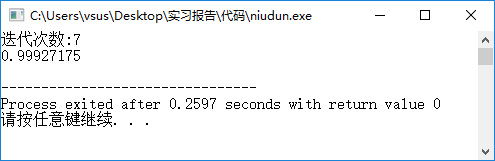 C:\Users\vsus\Desktop\实习报告\代码\niudun.exe
迭代次数:7
0.99927175
--------------------------------
Process exited after 0.2597 seconds with return value 0
请按任意键继续. . .